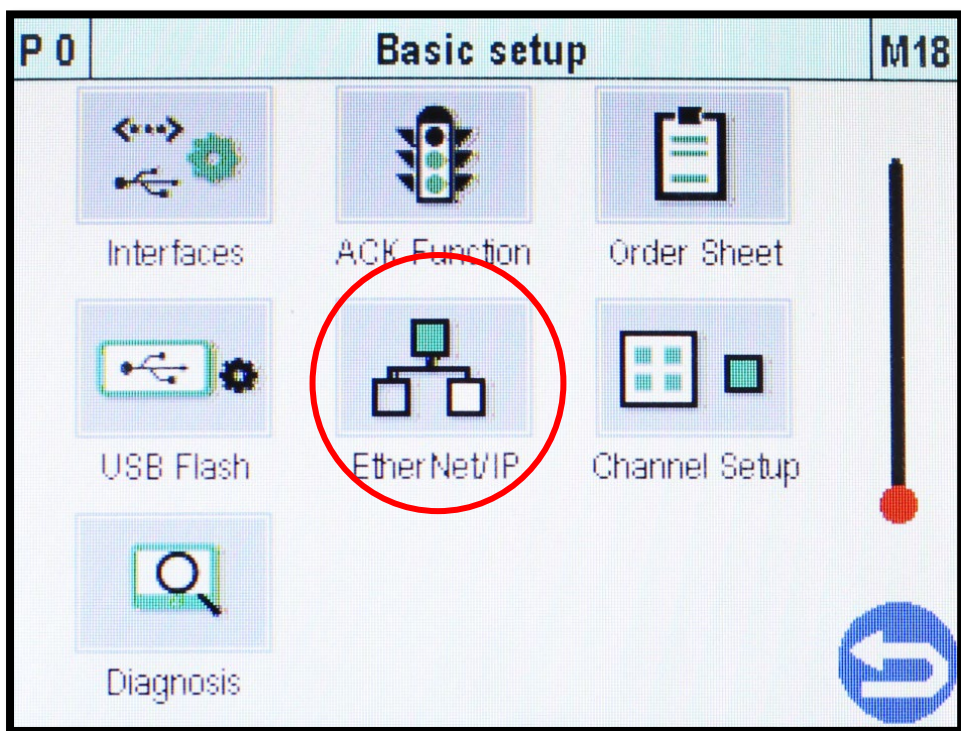 P 0 Basic setup M18
Interfaces ACK Function Order Sheet
USB Flash EtherNet/IP Channel Setup
Diagnosis